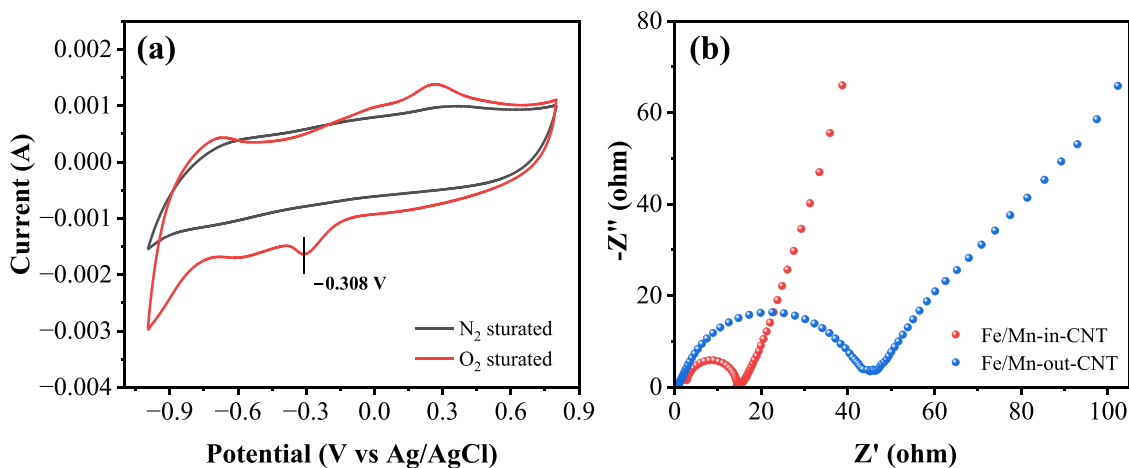 (a)
0.002
0.001
0.000
−0.001
−0.002
−0.003
−0.004
Current (A)
−0.308 V
N₂ sturated
O₂ sturated
−0.9
−0.6
−0.3
0.0
0.3
0.6
0.9
Potential (V vs Ag/AgCl)
(b)
80
60
40
20
0
-Z'' (ohm)
Fe/Mn-in-CNT
Fe/Mn-out-CNT
0
20
40
60
80
100
Z' (ohm)